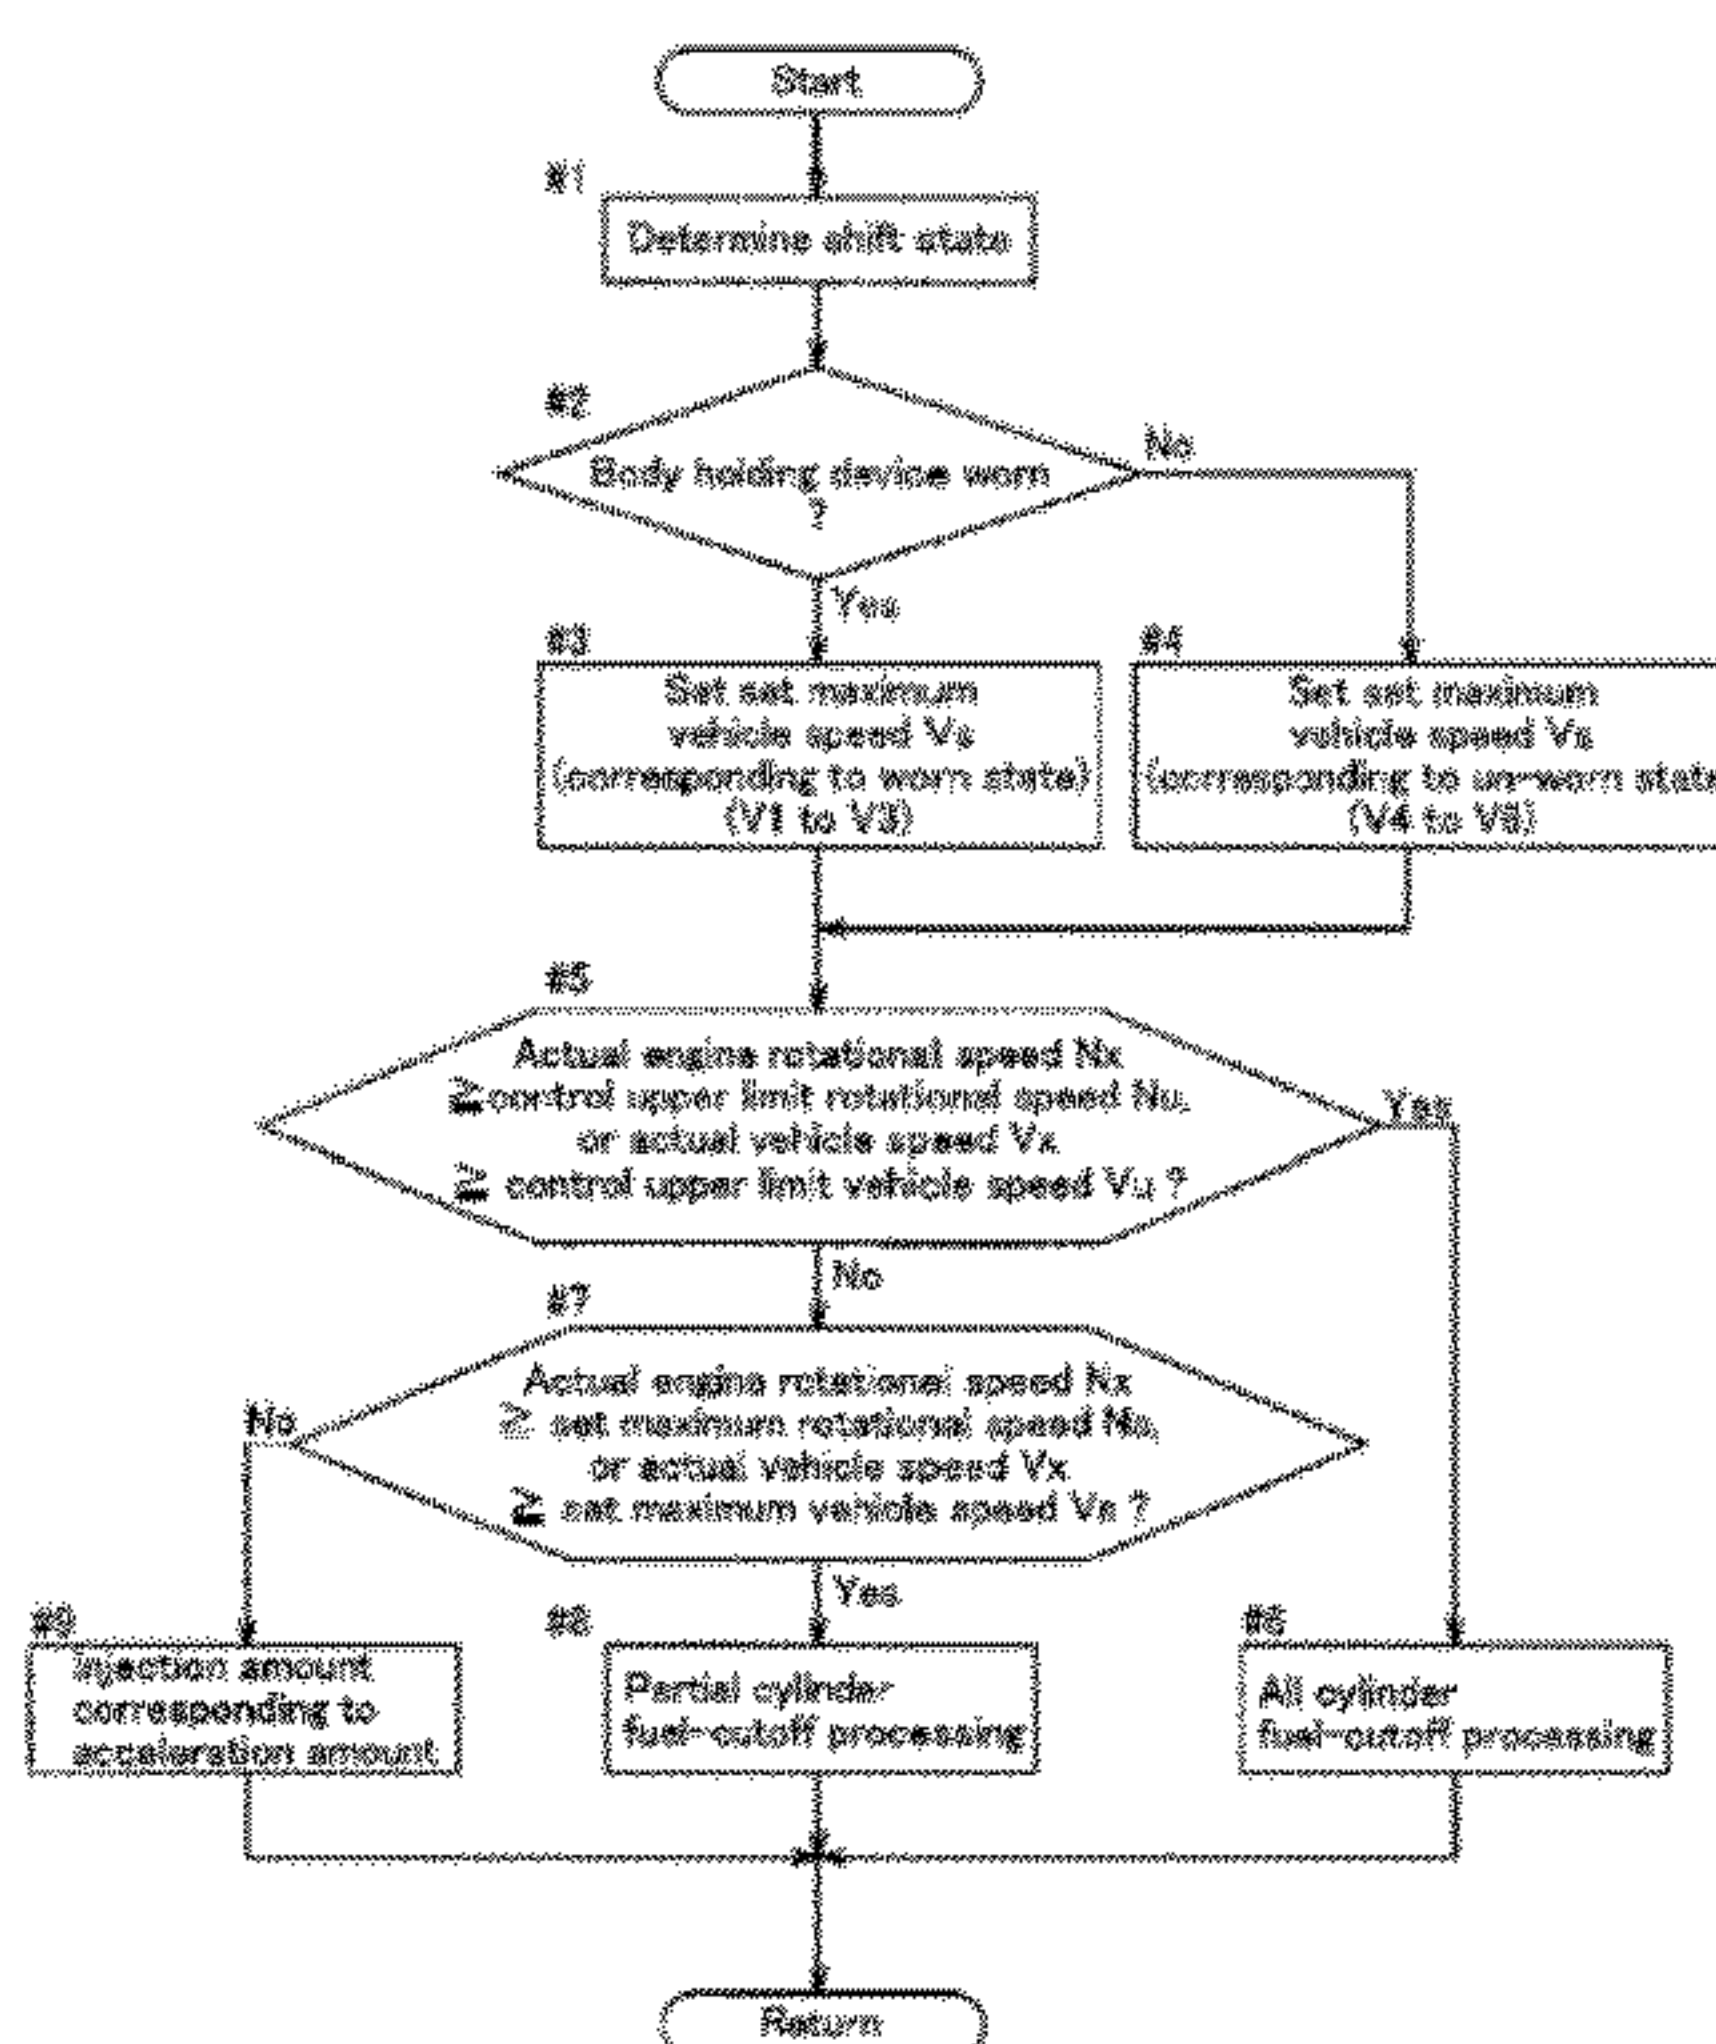 Start
#1
Determine shift state
#2
Body holding device worn
?
No
Yes
#3
Set set maximum
vehicle speed Vs
(corresponding to worn state)
(V1 to V3)
#4
Set set maximum
vehicle speed Vs
(corresponding to un-worn state
(V4 to
#5
Actual engine rotational speed Nx
≧control upper limit rotational speed Nu,
or actual vehicle speed Vx
≧ control upper limit vehicle speed Vu ?
Yes
No
#7
Actual engine rotational speed Nx
≧ set maximum rotational speed Ns,
or actual vehicle speed Vx
≧ set maximum vehicle speed Vs ?
No
Yes
#9
Injection amount
corresponding to
acceleration amount
#8
Partial cylinder
fuel-cutoff processing
#6
All cylinder
fuel-cutoff processing
Return